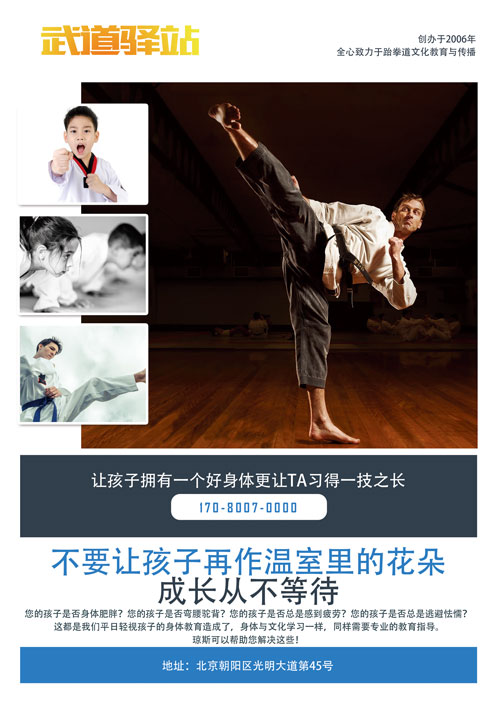 武道驿站
创办于2006年
全心致力于跆拳道文化教育与传播
让孩子拥有一个好身体更让TA习得一技之长
170-8007-0000
不要让孩子再作温室里的花朵
成长从不等待
您的孩子是否身体肥胖？您的孩子是否弯腰驼背？您的孩子是否总是感到疲劳？您的孩子是否总是逃避怯懦？
这都是我们平日轻视孩子的身体教育造成了，身体与文化学习一样，同样需要专业的教育指导。
琼斯可以帮助您解决这些！
地址：北京朝阳区光明大道第45号